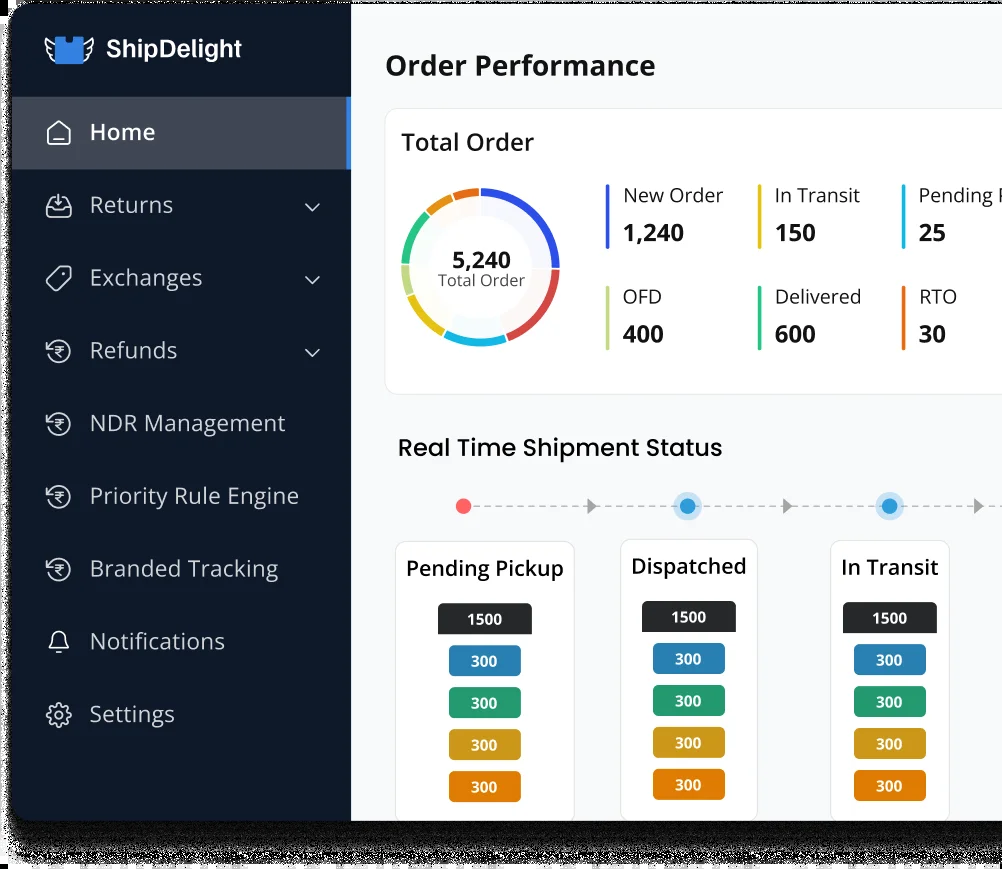 ShipDelight
Home
Returns
Exchanges
Refunds
NDR Management
Priority Rule Engine
Branded Tracking
Notifications
Settings
Order Performance
Total Order
5,240
Total Order
New Order
1,240
In Transit
150
Pending
25
OFD
400
Delivered
600
RTO
30
Real Time Shipment Status
Pending Pickup
1500
300
300
300
300
Dispatched
1500
300
300
300
300
In Transit
1500
300
300
300
300